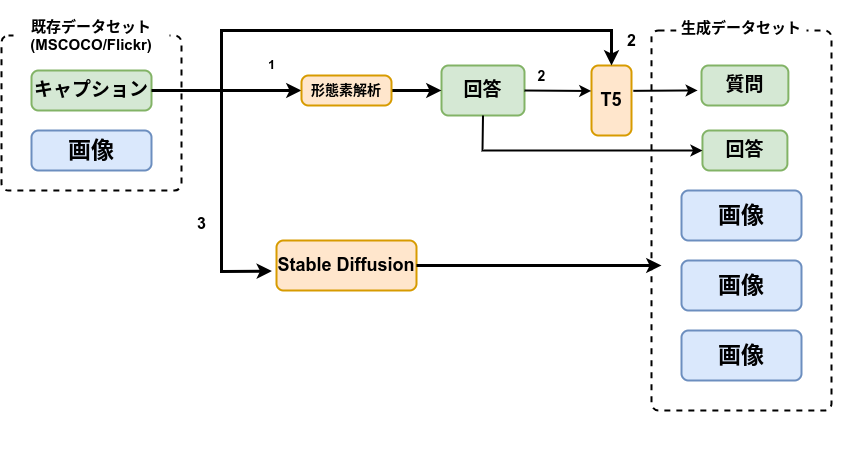 既存データセット
(MSCOCO/Flickr)
キャプション
画像
1
形態素解析
回答
2
2
T5
3
Stable Diffusion
生成データセット
質問
回答
画像
画像
画像